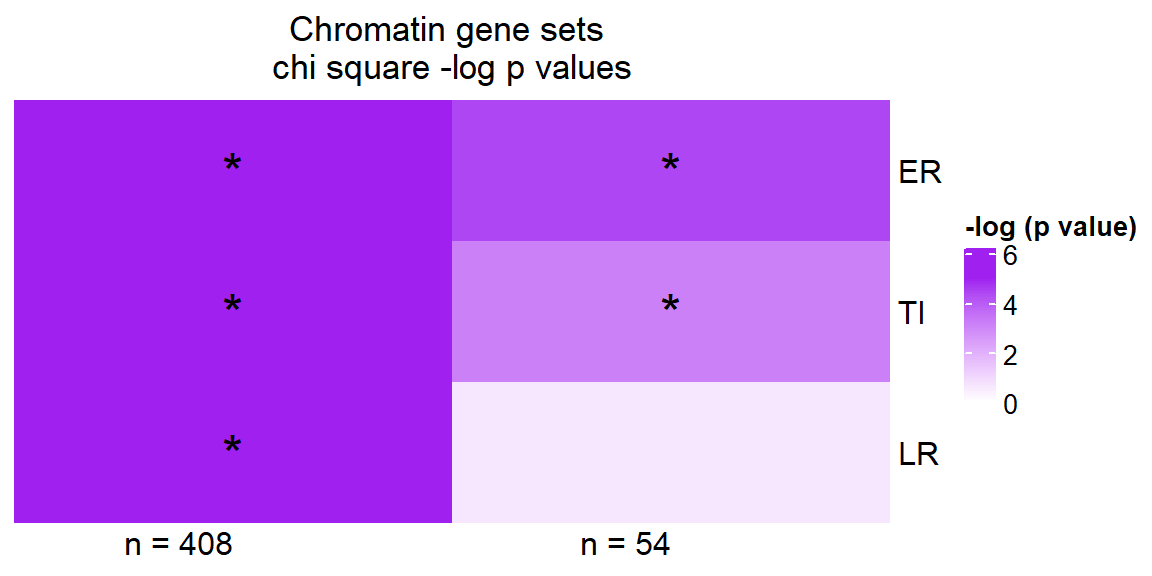 Chromatin gene sets
chi square -log p values
* * ER
* * TI
* LR
n = 408 n = 54
-log (p value)
6
4
2
0